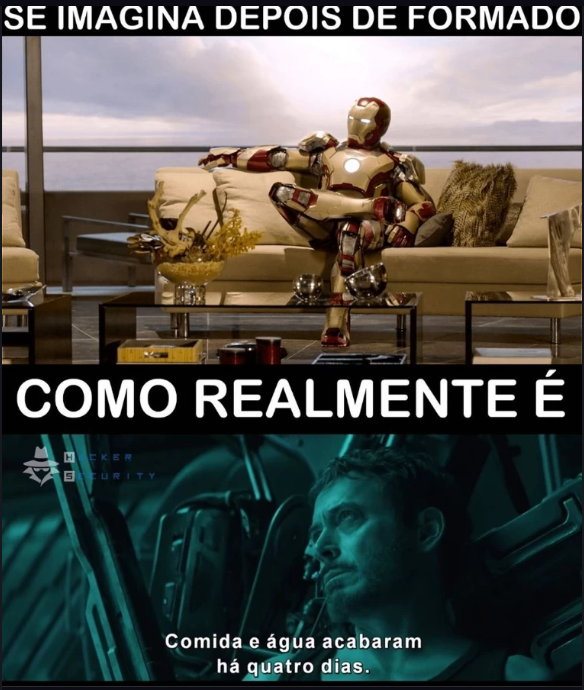 SE IMAGINA DEPOIS DE FORMADO
COMO REALMENTE É
HACKER
SECURITY
Comida e água acabaram
há quatro dias.